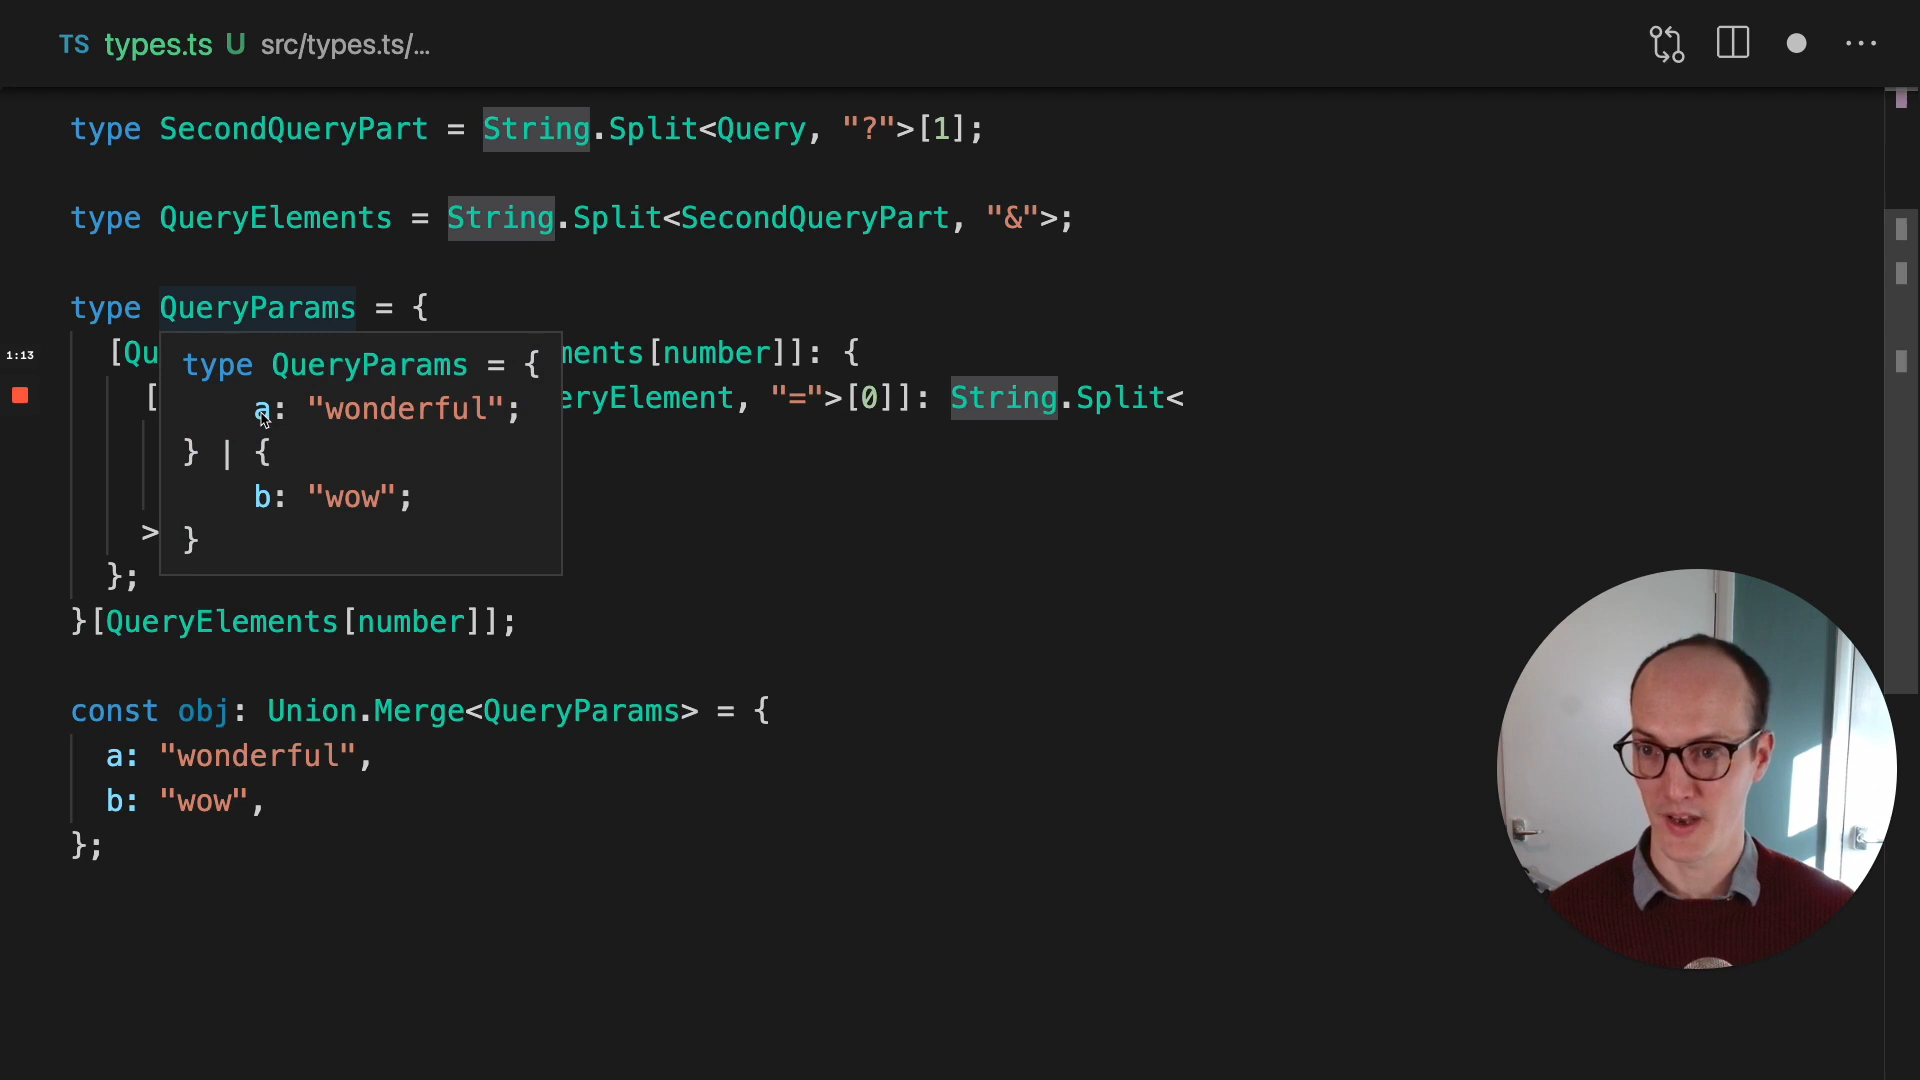 TS types.ts U src/types.ts/...
type SecondQueryPart = String.Split<Query, "?">[1];
type QueryElements = String.Split<SecondQueryPart, "&">;
type QueryParams = {
[Qu
ments[number]]: {
[
eryElement, "=">[0]]: String.Split<
type QueryParams = {
a: "wonderful";
} | {
b: "wow";
}
>
};
}[QueryElements[number]];
const obj: Union.Merge<QueryParams> = {
a: "wonderful",
b: "wow",
};
1:13